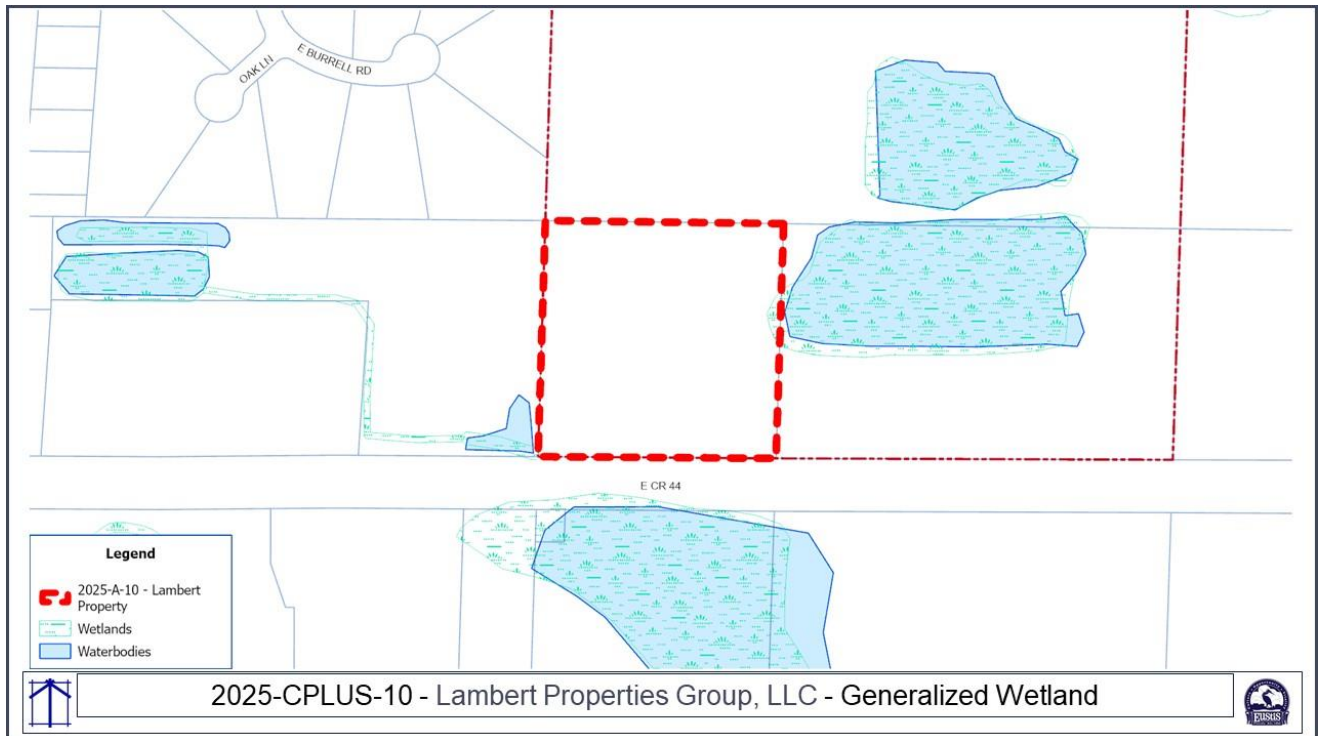 OAK LN
E BURRELL RD
E CR 44
Legend
2025-A-10 - Lambert
Property
Wetlands
Waterbodies
2025-CPLUS-10 - Lambert Properties Group, LLC - Generalized Wetland
EUSTIS